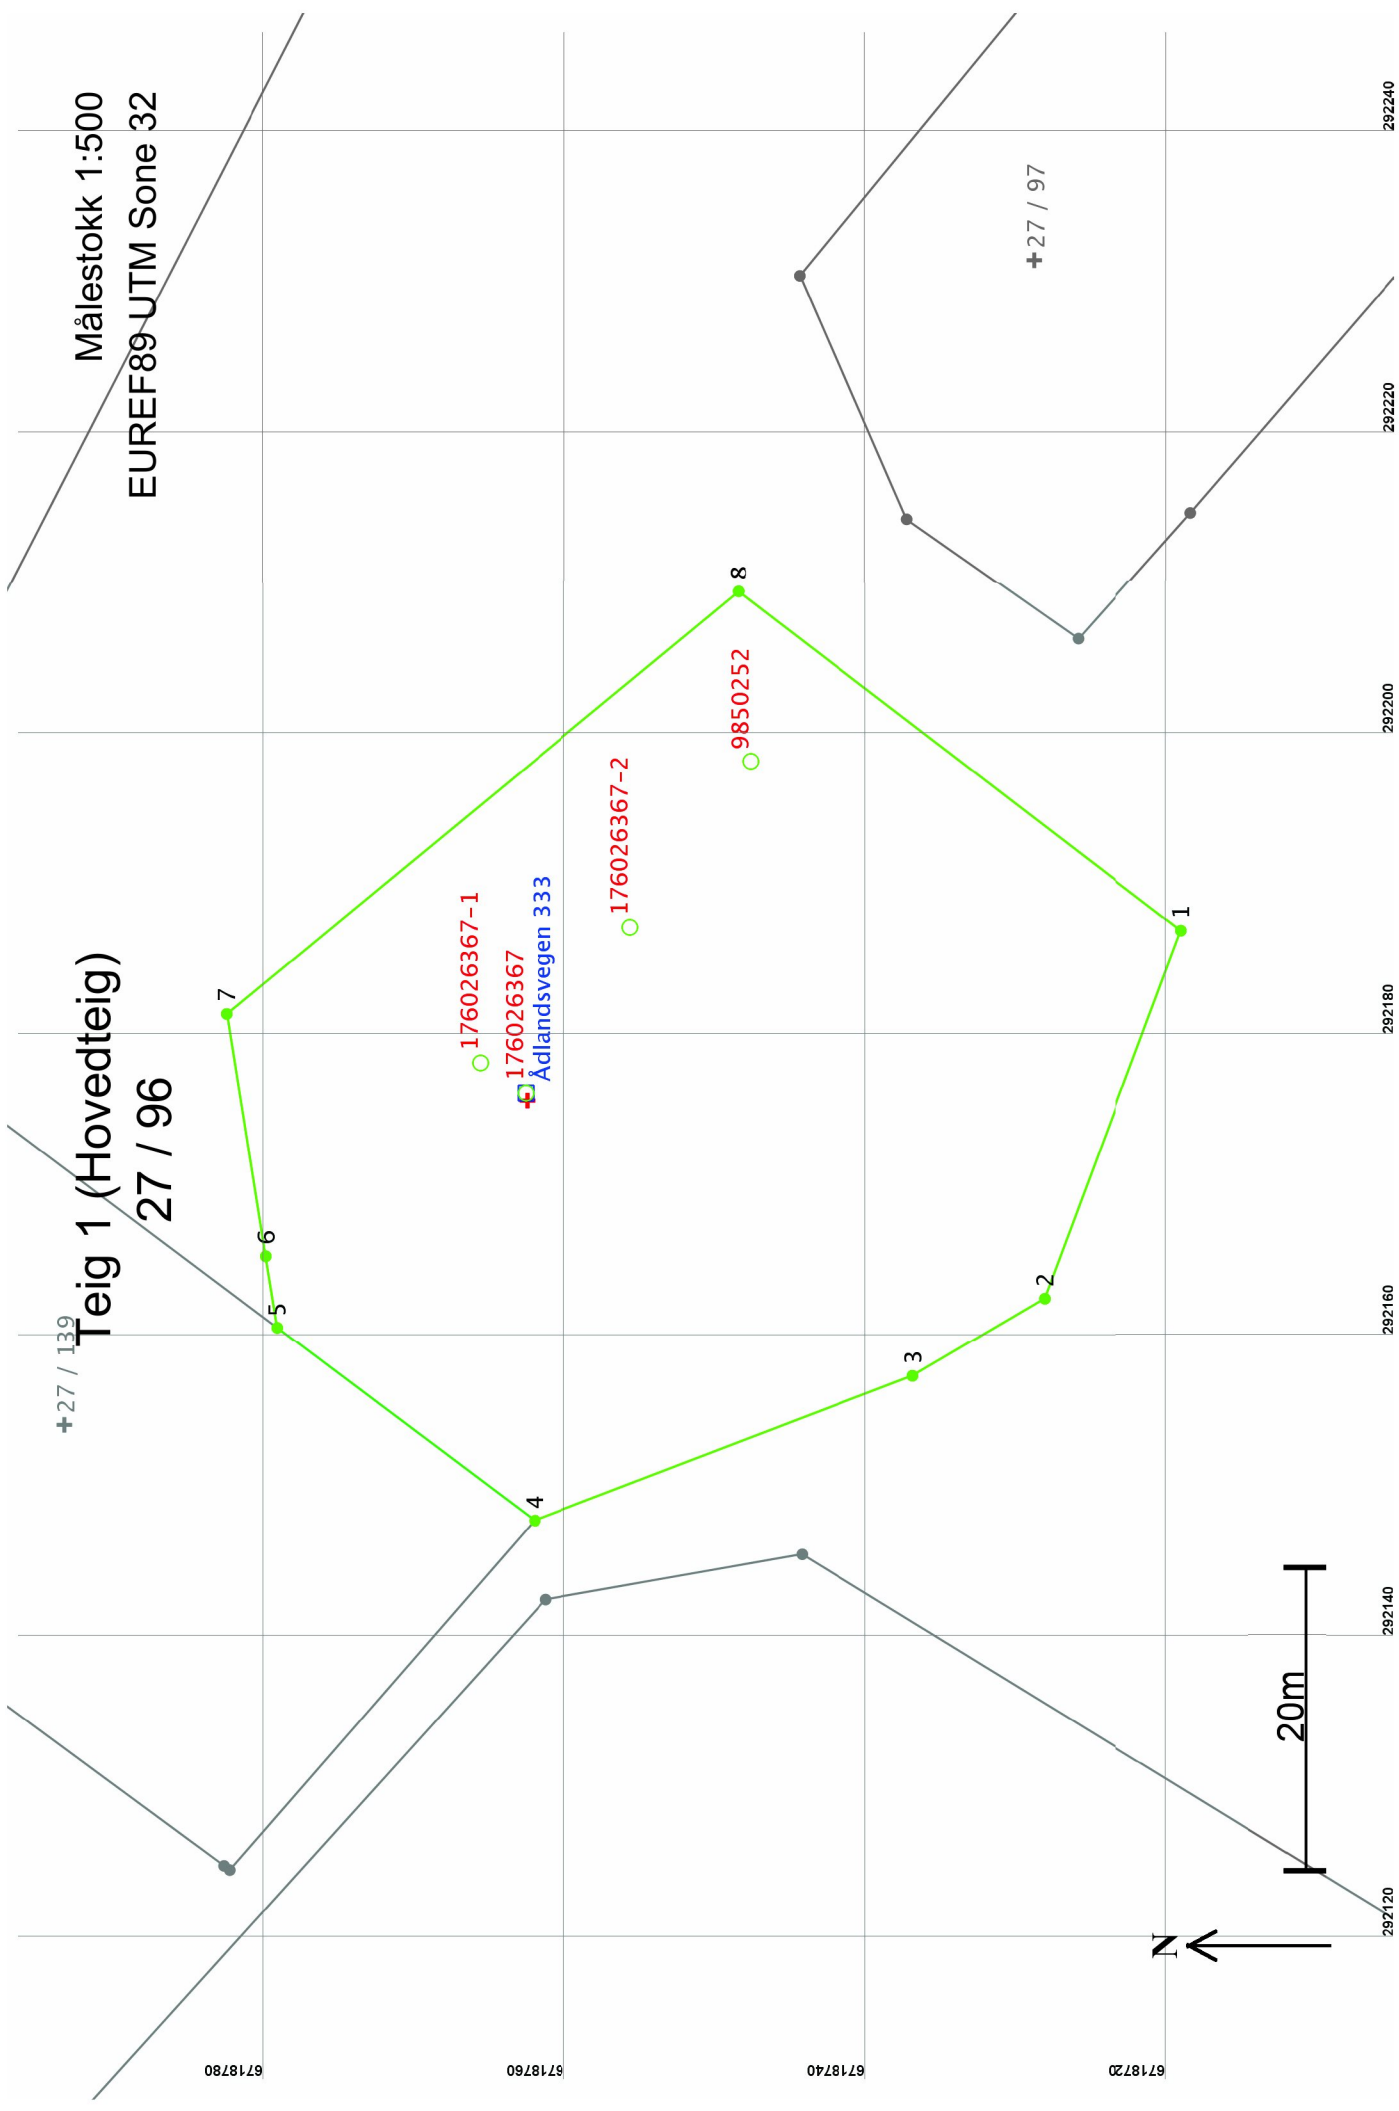 Teig 1 (Hovedteig)
27 / 96
Målestokk 1:500
EUREF89 UTM Sone 32
+27 / 139
+27 / 97
7
6
5
4
3
2
1
8
176026367-1
176026367
Ådlandsvegen 333
176026367-2
9850252
6718780
6718760
6718740
6718720
292120
292140
292160
292180
292200
292220
292240
20m
N